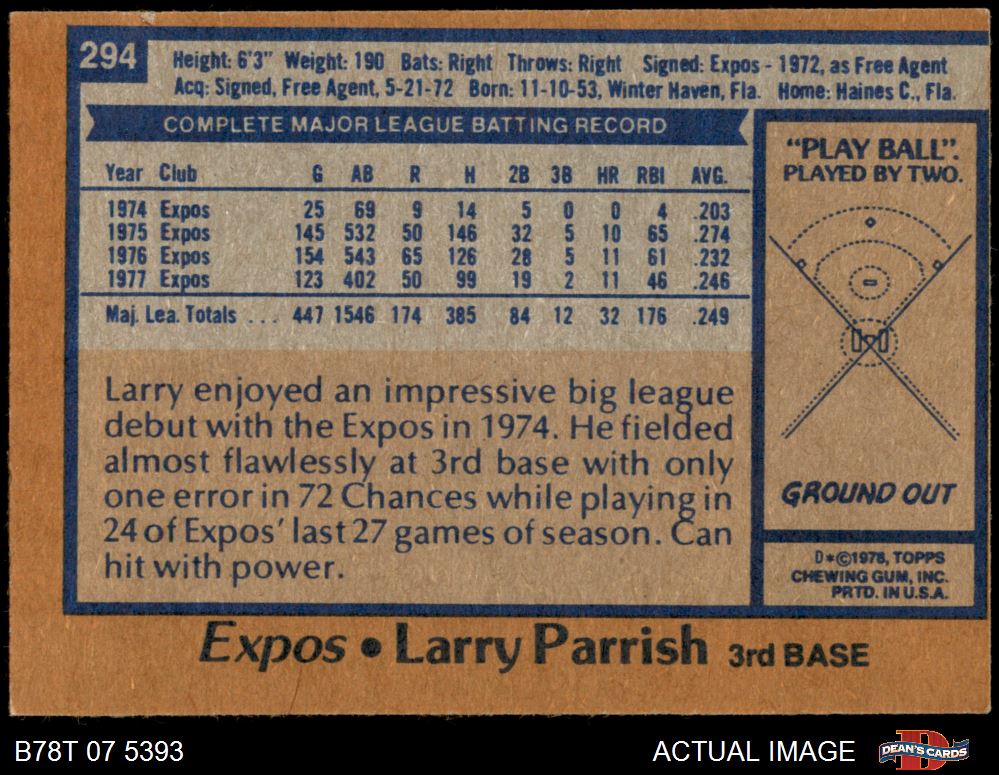 294
Height: 6'3" Weight: 190 Bats: Right Throws: Right Signed: Expos - 1972, as Free Agent
Acq: Signed, Free Agent, 5-21-72 Born: 11-10-53, Winter Haven, Fla. Home: Haines C., Fla.
COMPLETE MAJOR LEAGUE BATTING RECORD
Year Club G AB R H 2B 3B HR RBI AVG.
1974 Expos 25 69 9 14 5 0 0 4 .203
1975 Expos 145 532 50 146 32 5 10 65 .274
1976 Expos 154 543 65 126 28 5 11 61 .232
1977 Expos 123 402 50 99 19 2 11 46 .246
Maj. Lea. Totals ... 447 1546 174 385 84 12 32 176 .249
Larry enjoyed an impressive big league
debut with the Expos in 1974. He fielded
almost flawlessly at 3rd base with only
one error in 72 Chances while playing in
24 of Expos' last 27 games of season. Can
hit with power.
"PLAY BALL".
PLAYED BY TWO.
GROUND OUT
D*©1978, TOPPS
CHEWING GUM, INC.
PRTD. IN U.S.A.
Expos • Larry Parrish 3rd BASE
B78T 07 5393
ACTUAL IMAGE
D
DEAN'S CARDS